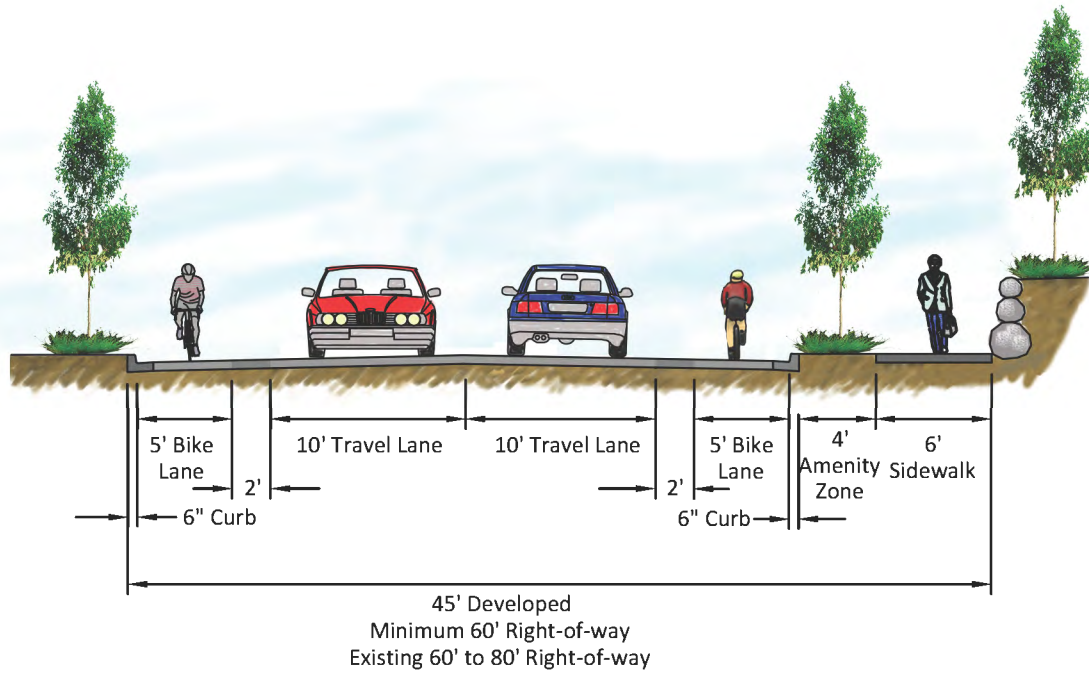 5' Bike
Lane
10' Travel Lane
10' Travel Lane
5' Bike
Lane
4'
Amenity
Zone
6'
Sidewalk
2'
2'
6" Curb
6" Curb
45' Developed
Minimum 60' Right-of-way
Existing 60' to 80' Right-of-way